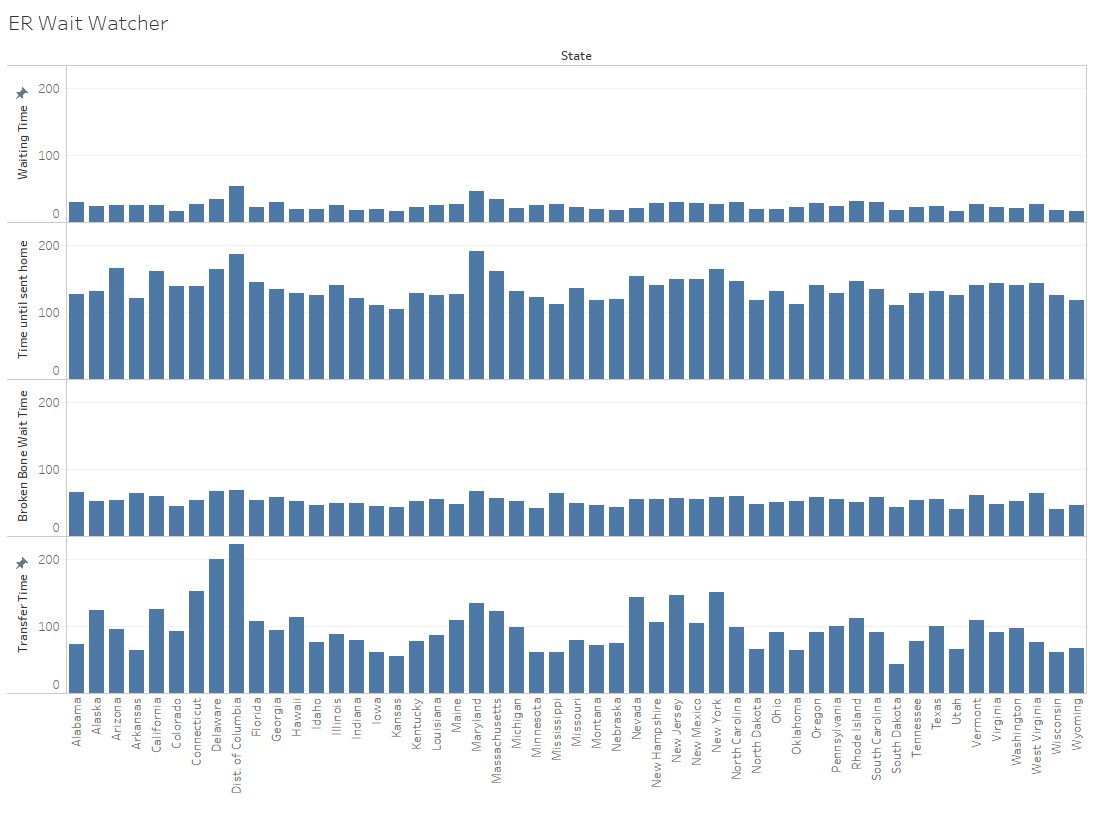 ER Wait Watcher
State
Waiting Time
200
100
0
Time until sent home
200
100
0
Broken Bone Wait Time
200
100
0
Transfer Time
200
100
0
Alabama
Alaska
Arizona
Arkansas
California
Colorado
Connecticut
Delaware
Dist. of Columbia
Florida
Georgia
Hawaii
Idaho
Illinois
Indiana
Iowa
Kansas
Kentucky
Louisiana
Maine
Maryland
Massachusetts
Michigan
Minnesota
Mississippi
Missouri
Montana
Nebraska
Nevada
New Hampshire
New Jersey
New Mexico
New York
North Carolina
North Dakota
Ohio
Oklahoma
Oregon
Pennsylvania
Rhode Island
South Carolina
South Dakota
Tennessee
Texas
Utah
Vermont
Virginia
Washington
West Virginia
Wisconsin
Wyoming